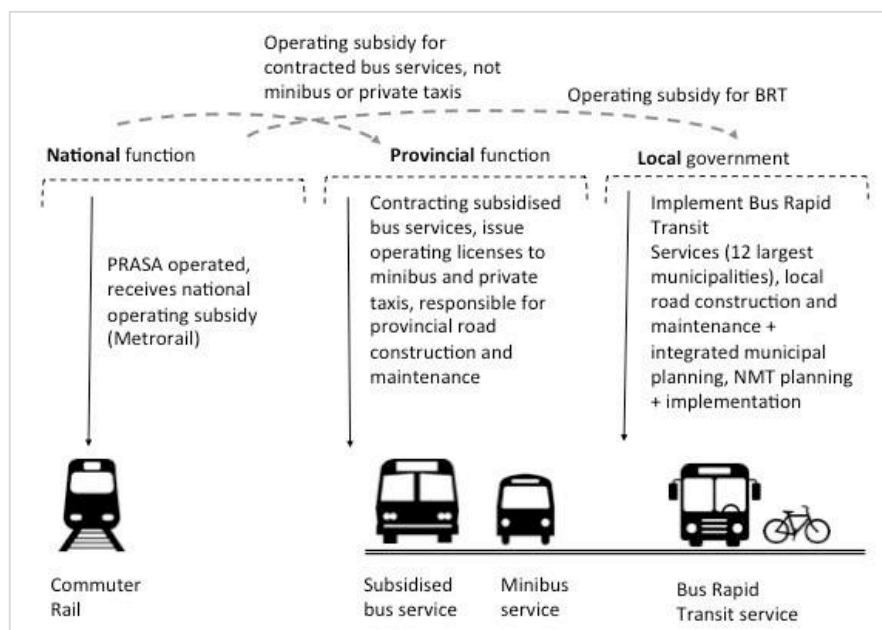 Operating subsidy for
contracted bus services, not
minibus or private taxis
Operating subsidy for BRT
National function
Provincial function
Local government
PRASA operated,
receives national
operating subsidy
(Metrorail)
Contracting subsidised
bus services, issue
operating licenses to
minibus and private
taxis, responsible for
provincial road
construction and
maintenance
Implement Bus Rapid
Transit
Services (12 largest
municipalities), local
road construction and
maintenance +
integrated municipal
planning, NMT planning
+ implementation
Commuter
Rail
Subsidised
bus service
Minibus
service
Bus Rapid
Transit service